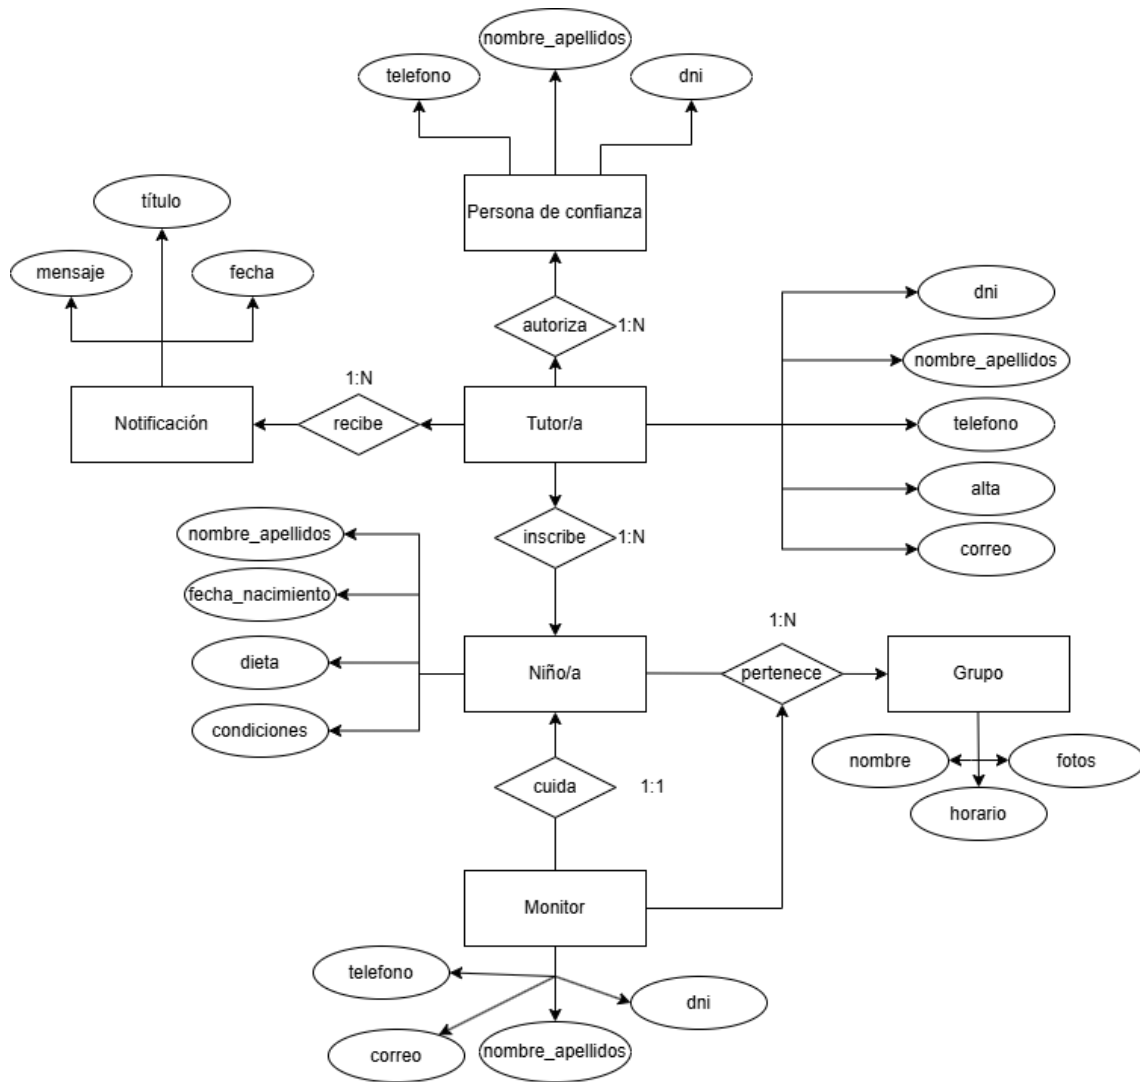 nombre_apellidos
telefono
dni
Persona de confianza
título
mensaje
fecha
autoriza
1:N
dni
nombre_apellidos
1:N
Notificación
recibe
Tutor/a
telefono
alta
nombre_apellidos
inscribe
1:N
correo
fecha_nacimiento
1:N
dieta
Niño/a
pertenece
Grupo
condiciones
nombre
fotos
cuida
1:1
horario
Monitor
telefono
dni
correo
nombre_apellidos